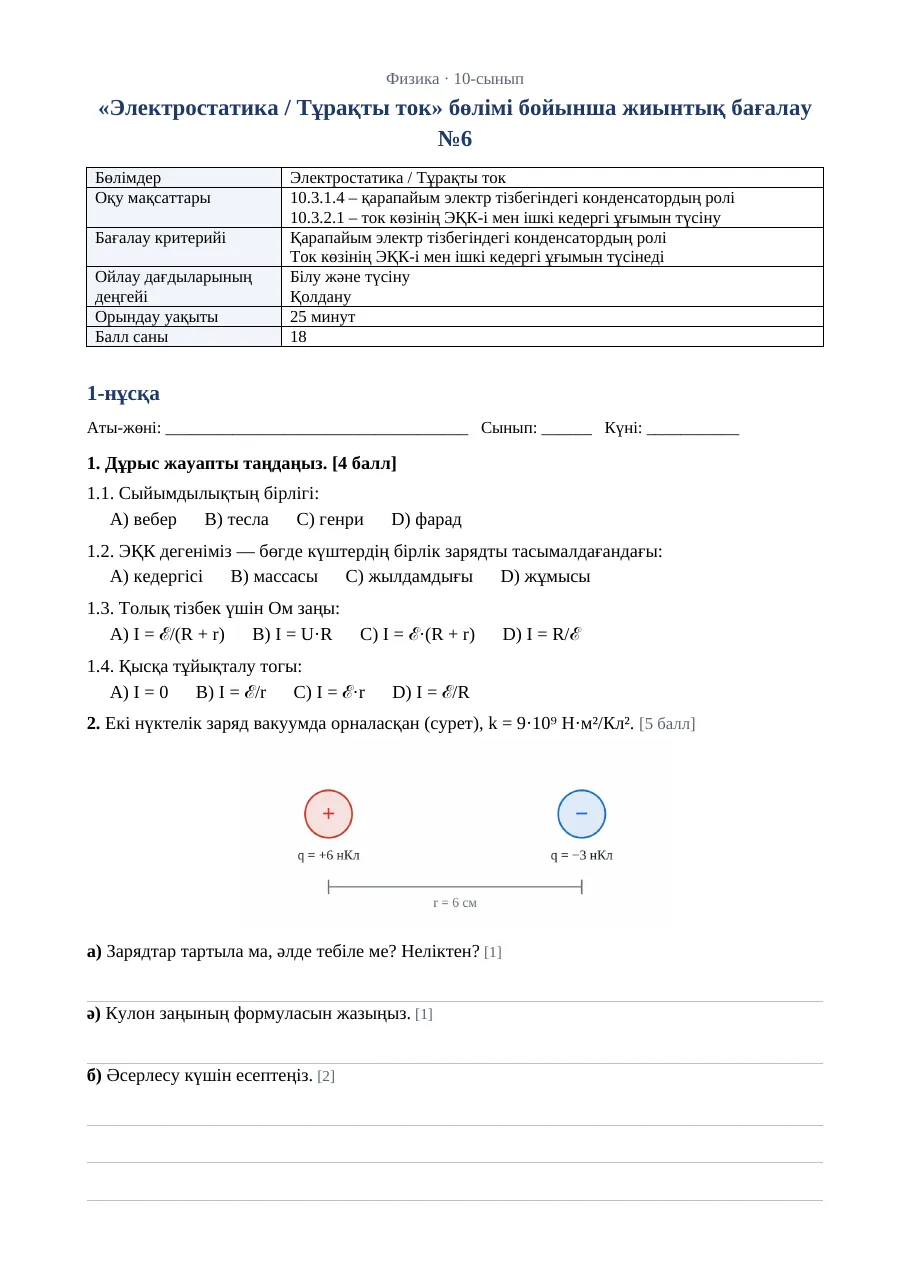 Физика · 10-сынып
«Электростатика / Тұрақты ток» бөлімі бойынша жиынтық бағалау
№6
Бөлімдер Электростатика / Тұрақты ток
Оқу мақсаттары 10.3.1.4 – қарапайым электр тізбегіндегі конденсатордың ролі
10.3.2.1 – ток көзінің ЭҚК-і мен ішкі кедергі ұғымын түсіну
Бағалау критерийі Қарапайым электр тізбегіндегі конденсатордың ролі
Ток көзінің ЭҚК-і мен ішкі кедергі ұғымын түсінеді
Ойлау дағдыларының Білу және түсіну
деңгейі Қолдану
Орындау уақыты 25 минут
Балл саны 18
1-нұсқа
Аты-жөні: ____________________________________ Сынып: ______ Күні: ___________
1. Дұрыс жауапты таңдаңыз. [4 балл]
1.1. Сыйымдылықтың бірлігі:
A) вебер B) тесла C) генри D) фарад
1.2. ЭҚК дегеніміз — бөгде күштердің бірлік зарядты тасымалдағандағы:
A) кедергісі B) массасы C) жылдамдығы D) жұмысы
1.3. Толық тізбек үшін Ом заңы:
A) I = ℰ/(R + r) B) I = U·R C) I = ℰ·(R + r) D) I = R/ℰ
1.4. Қысқа тұйықталу тогы:
A) I = 0 B) I = ℰ/r C) I = ℰ·r D) I = ℰ/R
2. Екі нүктелік заряд вакуумда орналасқан (сурет), k = 9·10⁹ Н·м²/Кл². [5 балл]
+ −
q = +6 нКл q = −3 нКл
r = 6 см
а) Зарядтар тартыла ма, әлде тебіле ме? Неліктен? [1]
ә) Кулон заңының формуласын жазыңыз. [1]
б) Әсерлесу күшін есептеңіз. [2]